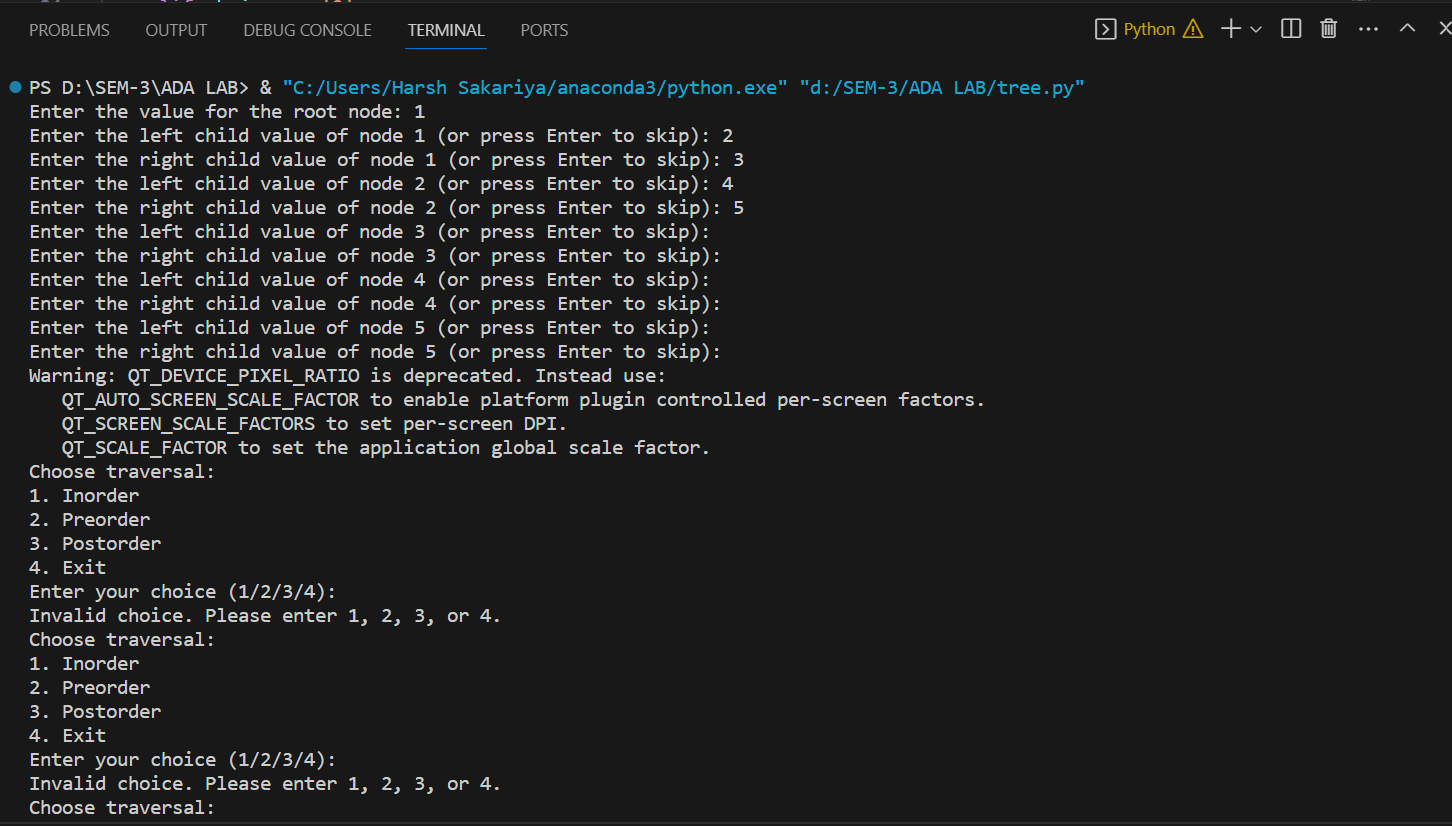 PROBLEMS OUTPUT DEBUG CONSOLE TERMINAL PORTS Python
PS D:\SEM-3\ADA LAB> & "C:/Users/Harsh Sakariya/anaconda3/python.exe" "d:/SEM-3/ADA LAB/tree.py"
Enter the value for the root node: 1
Enter the left child value of node 1 (or press Enter to skip): 2
Enter the right child value of node 1 (or press Enter to skip): 3
Enter the left child value of node 2 (or press Enter to skip): 4
Enter the right child value of node 2 (or press Enter to skip): 5
Enter the left child value of node 3 (or press Enter to skip):
Enter the right child value of node 3 (or press Enter to skip):
Enter the left child value of node 4 (or press Enter to skip):
Enter the right child value of node 4 (or press Enter to skip):
Enter the left child value of node 5 (or press Enter to skip):
Enter the right child value of node 5 (or press Enter to skip):
Warning: QT_DEVICE_PIXEL_RATIO is deprecated. Instead use:
   QT_AUTO_SCREEN_SCALE_FACTOR to enable platform plugin controlled per-screen factors.
   QT_SCREEN_SCALE_FACTORS to set per-screen DPI.
   QT_SCALE_FACTOR to set the application global scale factor.
Choose traversal:
1. Inorder
2. Preorder
3. Postorder
4. Exit
Enter your choice (1/2/3/4):
Invalid choice. Please enter 1, 2, 3, or 4.
Choose traversal:
1. Inorder
2. Preorder
3. Postorder
4. Exit
Enter your choice (1/2/3/4):
Invalid choice. Please enter 1, 2, 3, or 4.
Choose traversal: